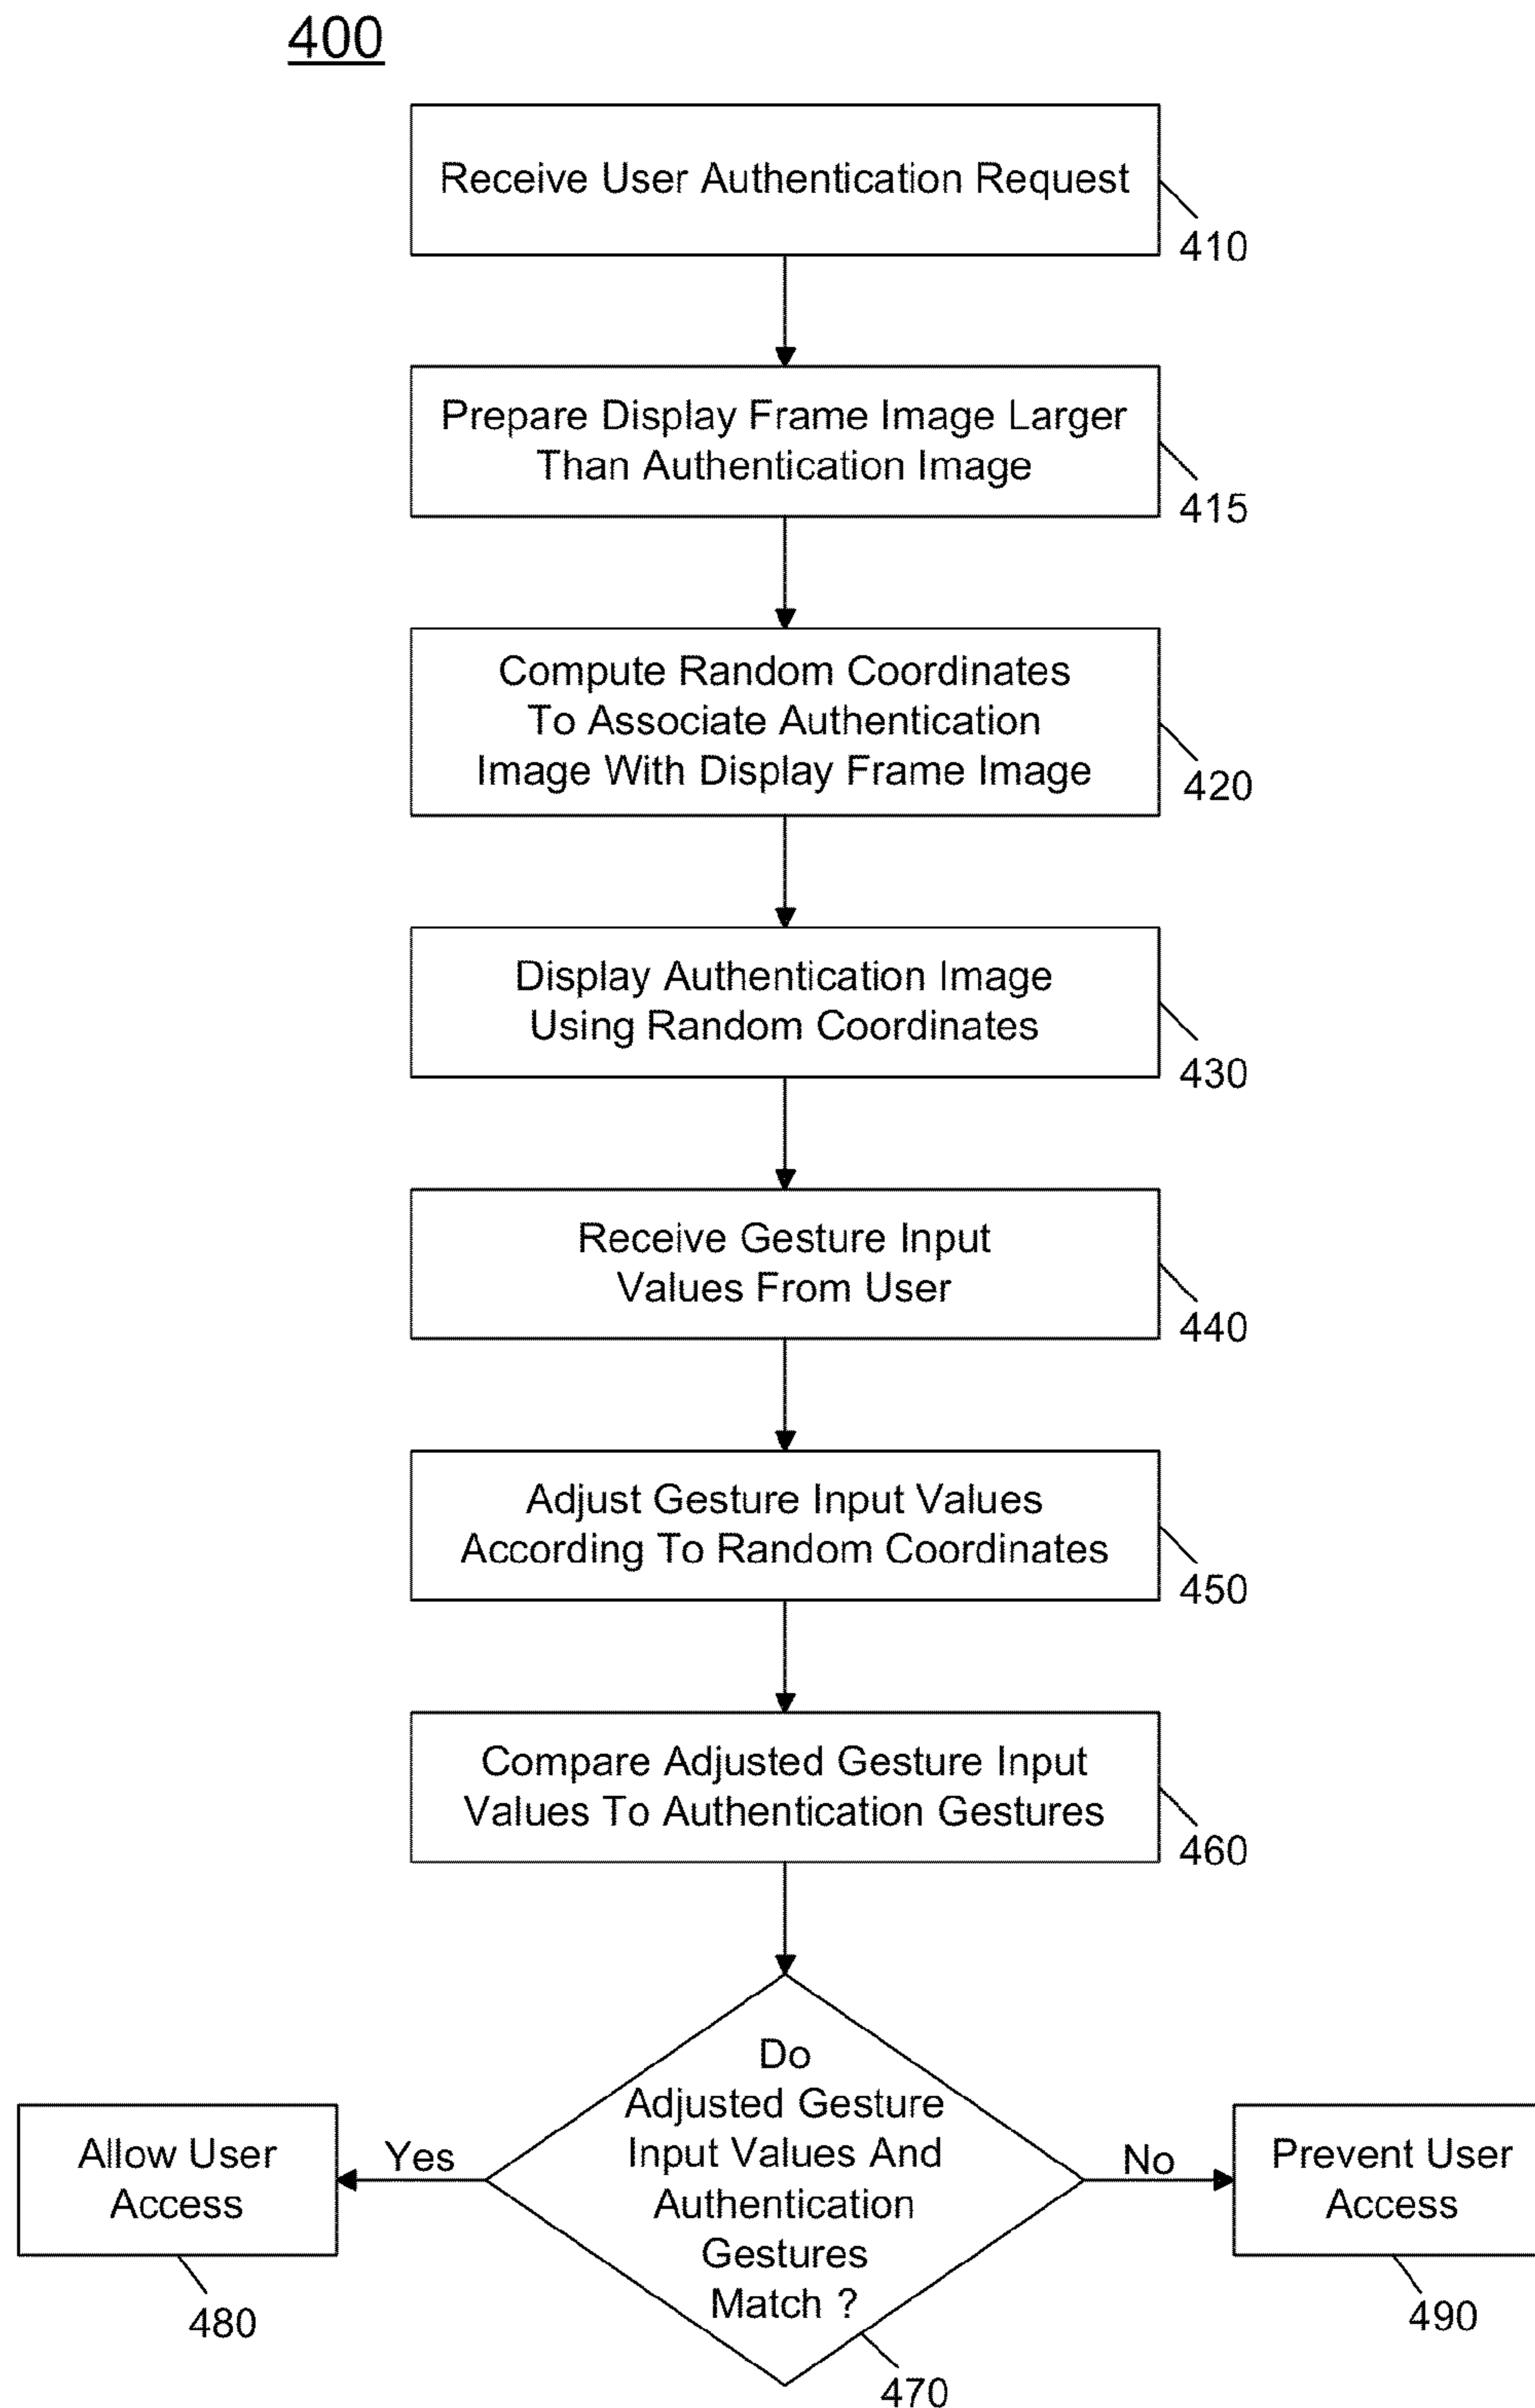 400
Receive User Authentication Request
410
Prepare Display Frame Image Larger
Than Authentication Image
415
Compute Random Coordinates
To Associate Authentication
Image With Display Frame Image
420
Display Authentication Image
Using Random Coordinates
430
Receive Gesture Input
Values From User
440
Adjust Gesture Input Values
According To Random Coordinates
450
Compare Adjusted Gesture Input
Values To Authentication Gestures
460
Do
Adjusted Gesture
Input Values And
Authentication
Gestures
Match ?
470
Yes
Allow User
Access
480
No
Prevent User
Access
490